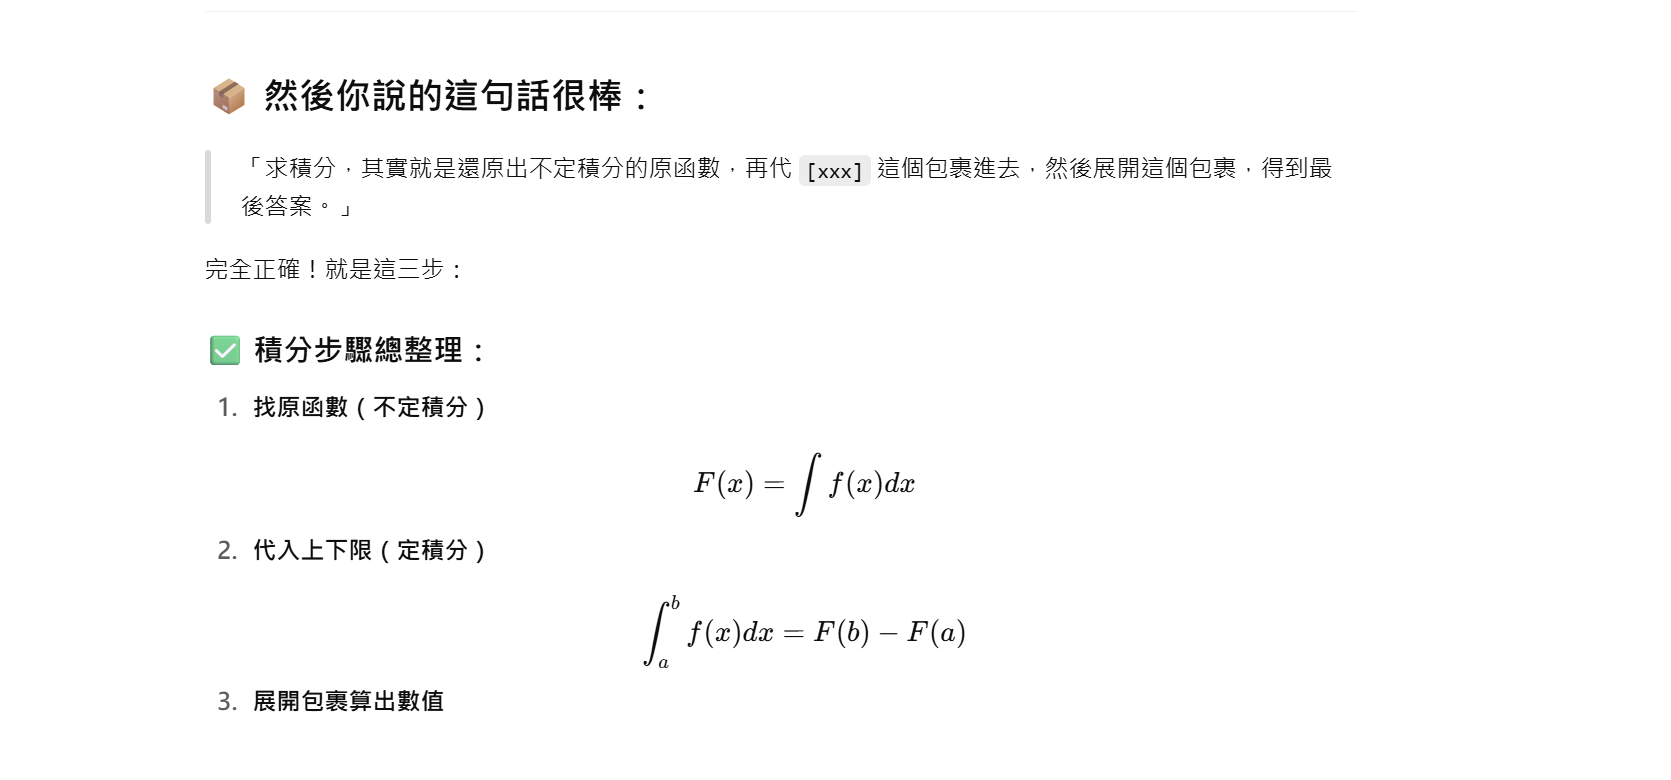 📦 然後你說的這句話很棒：
「求積分，其實就是還原出不定積分的原函數，再代 [xxx] 這個包裹進去，然後展開這個包裹，得到最
後答案。」
完全正確！就是這三步：
✅ 積分步驟總整理：
1. 找原函數（不定積分）
F(x) = ∫ f(x)dx
2. 代入上下限（定積分）
∫_a^b f(x)dx = F(b) − F(a)
3. 展開包裹算出數值